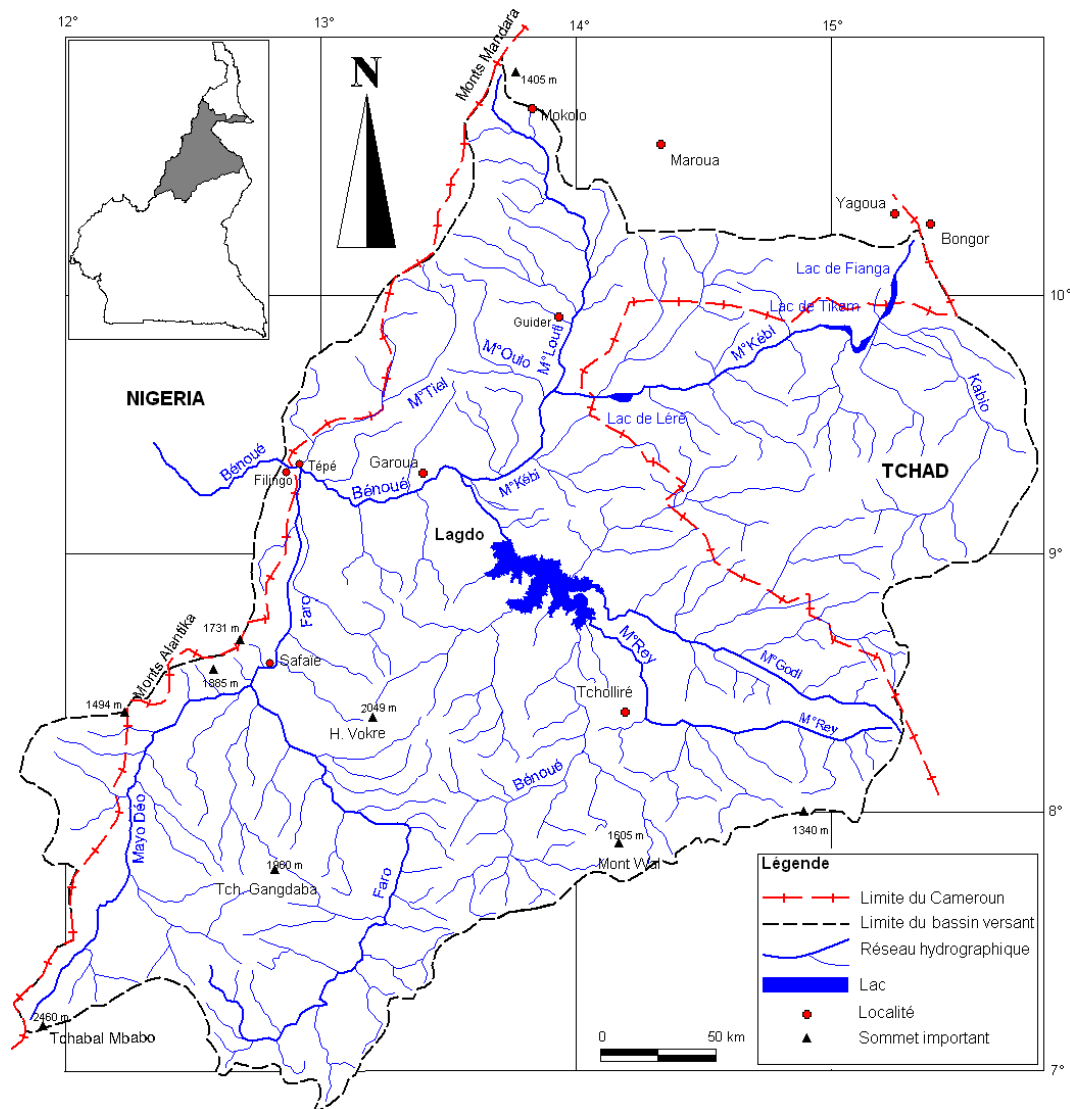 12°
13°
14°
15°
Monts Mandara
N
1405 m
Mokolo
Maroua
Yagoua
Bongor
Lac de Fianga
10°
Lac de Tikem
Guider
M°Louti
M°Oulo
M°Kébi
M°Tiel
Kabio
NIGERIA
Lac de Léré
Bénoué
Tépé
Filingo
Garoua
Bénoué
M°Kébi
TCHAD
Lagdo
9°
Faro
1731 m
Monts Alantika
Safaïe
1885 m
M°Rey
M°Godi
1494 m
2049 m
H. Vokre
Tcholliré
M°Rey
Bénoué
8°
Mayo Déo
1340 m
1605 m
Mont Wal
Tch. Gangdaba
Faro
Légende
Limite du Cameroun
Limite du bassin versant
Réseau hydrographique
Lac
Localité
Sommet important
2460 m
Tchabal Mbabo
0
50 km
7°